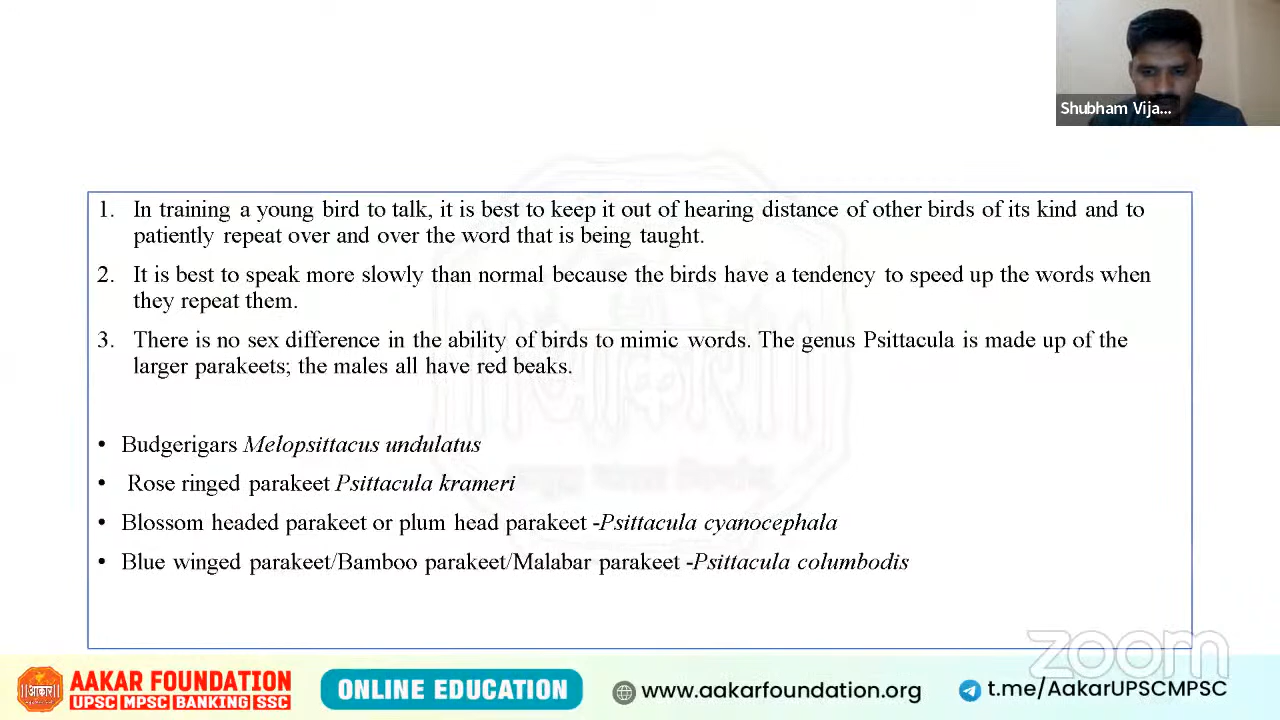 Shubham Vija...
1. In training a young bird to talk, it is best to keep it out of hearing distance of other birds of its kind and to
patiently repeat over and over the word that is being taught.
2. It is best to speak more slowly than normal because the birds have a tendency to speed up the words when
they repeat them.
3. There is no sex difference in the ability of birds to mimic words. The genus Psittacula is made up of the
larger parakeets; the males all have red beaks.
• Budgerigars Melopsittacus undulatus
• Rose ringed parakeet Psittacula krameri
• Blossom headed parakeet or plum head parakeet -Psittacula cyanocephala
• Blue winged parakeet/Bamboo parakeet/Malabar parakeet -Psittacula columbodis
zoom
॥आकार॥
AAKAR FOUNDATION
UPSC MPSC BANKING SSC
ONLINE EDUCATION
www.aakarfoundation.org
t.me/AakarUPSCMPSC